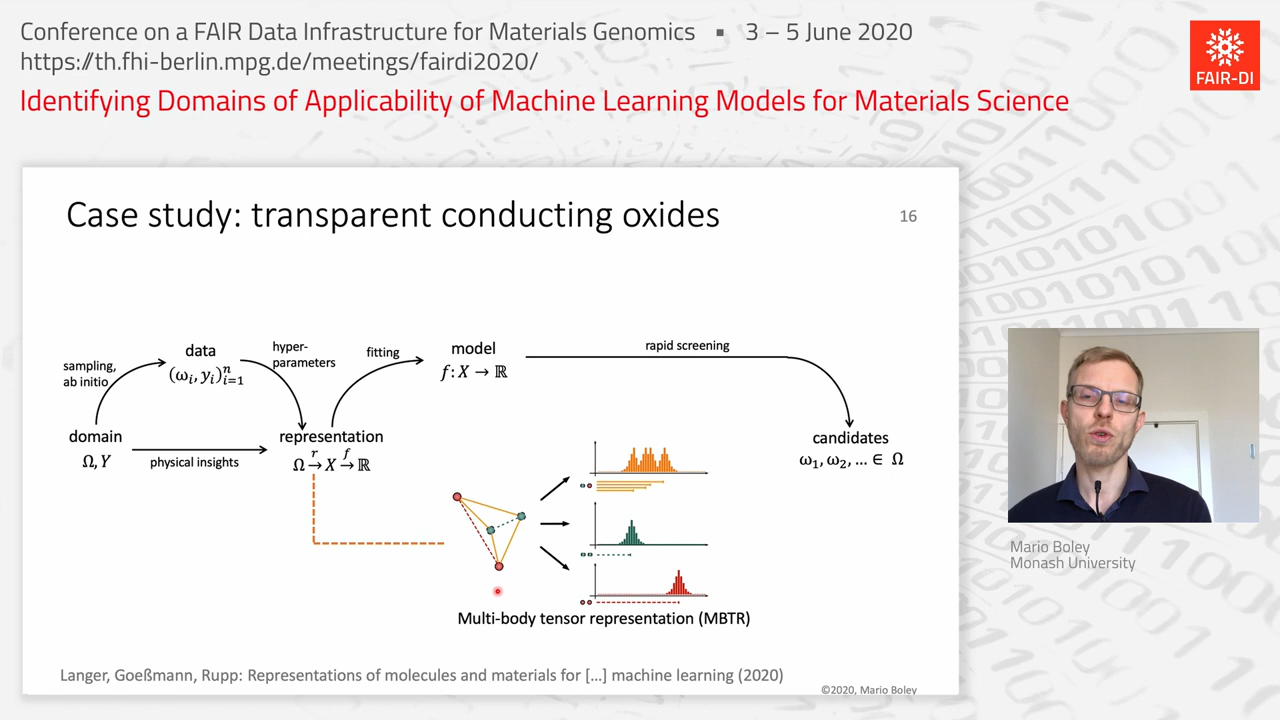 Conference on a FAIR Data Infrastructure for Materials Genomics ▪ 3 – 5 June 2020
https://th.fhi-berlin.mpg.de/meetings/fairdi2020/
Identifying Domains of Applicability of Machine Learning Models for Materials Science
FAIR-DI
Case study: transparent conducting oxides
16
sampling,
ab initio
data
(ωᵢ, yᵢ)ⁿᵢ₌₁
hyper-
parameters
fitting
model
f: X → ℝ
rapid screening
domain
Ω, Y
physical insights
representation
Ω →r X →f ℝ
candidates
ω₁, ω₂, … ∈ Ω
Multi-body tensor representation (MBTR)
Langer, Goeßmann, Rupp: Representations of molecules and materials for […] machine learning (2020)
©2020, Mario Boley
Mario Boley
Monash University